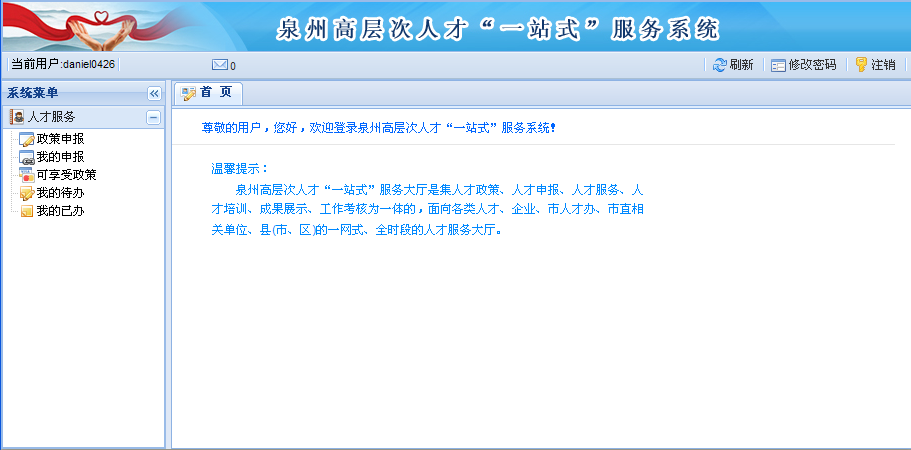 泉州高层次人才“一站式”服务系统
当前用户:daniel0426 0 刷新 修改密码 注销
系统菜单
首 页
人才服务
政策申报
我的申报
可享受政策
我的待办
我的已办
尊敬的用户，您好，欢迎登录泉州高层次人才“一站式”服务系统!
温馨提示：
泉州高层次人才“一站式”服务大厅是集人才政策、人才申报、人才服务、人
才培训、成果展示、工作考核为一体的，面向各类人才、企业、市人才办、市直相
关单位、县(市、区)的一网式、全时段的人才服务大厅。